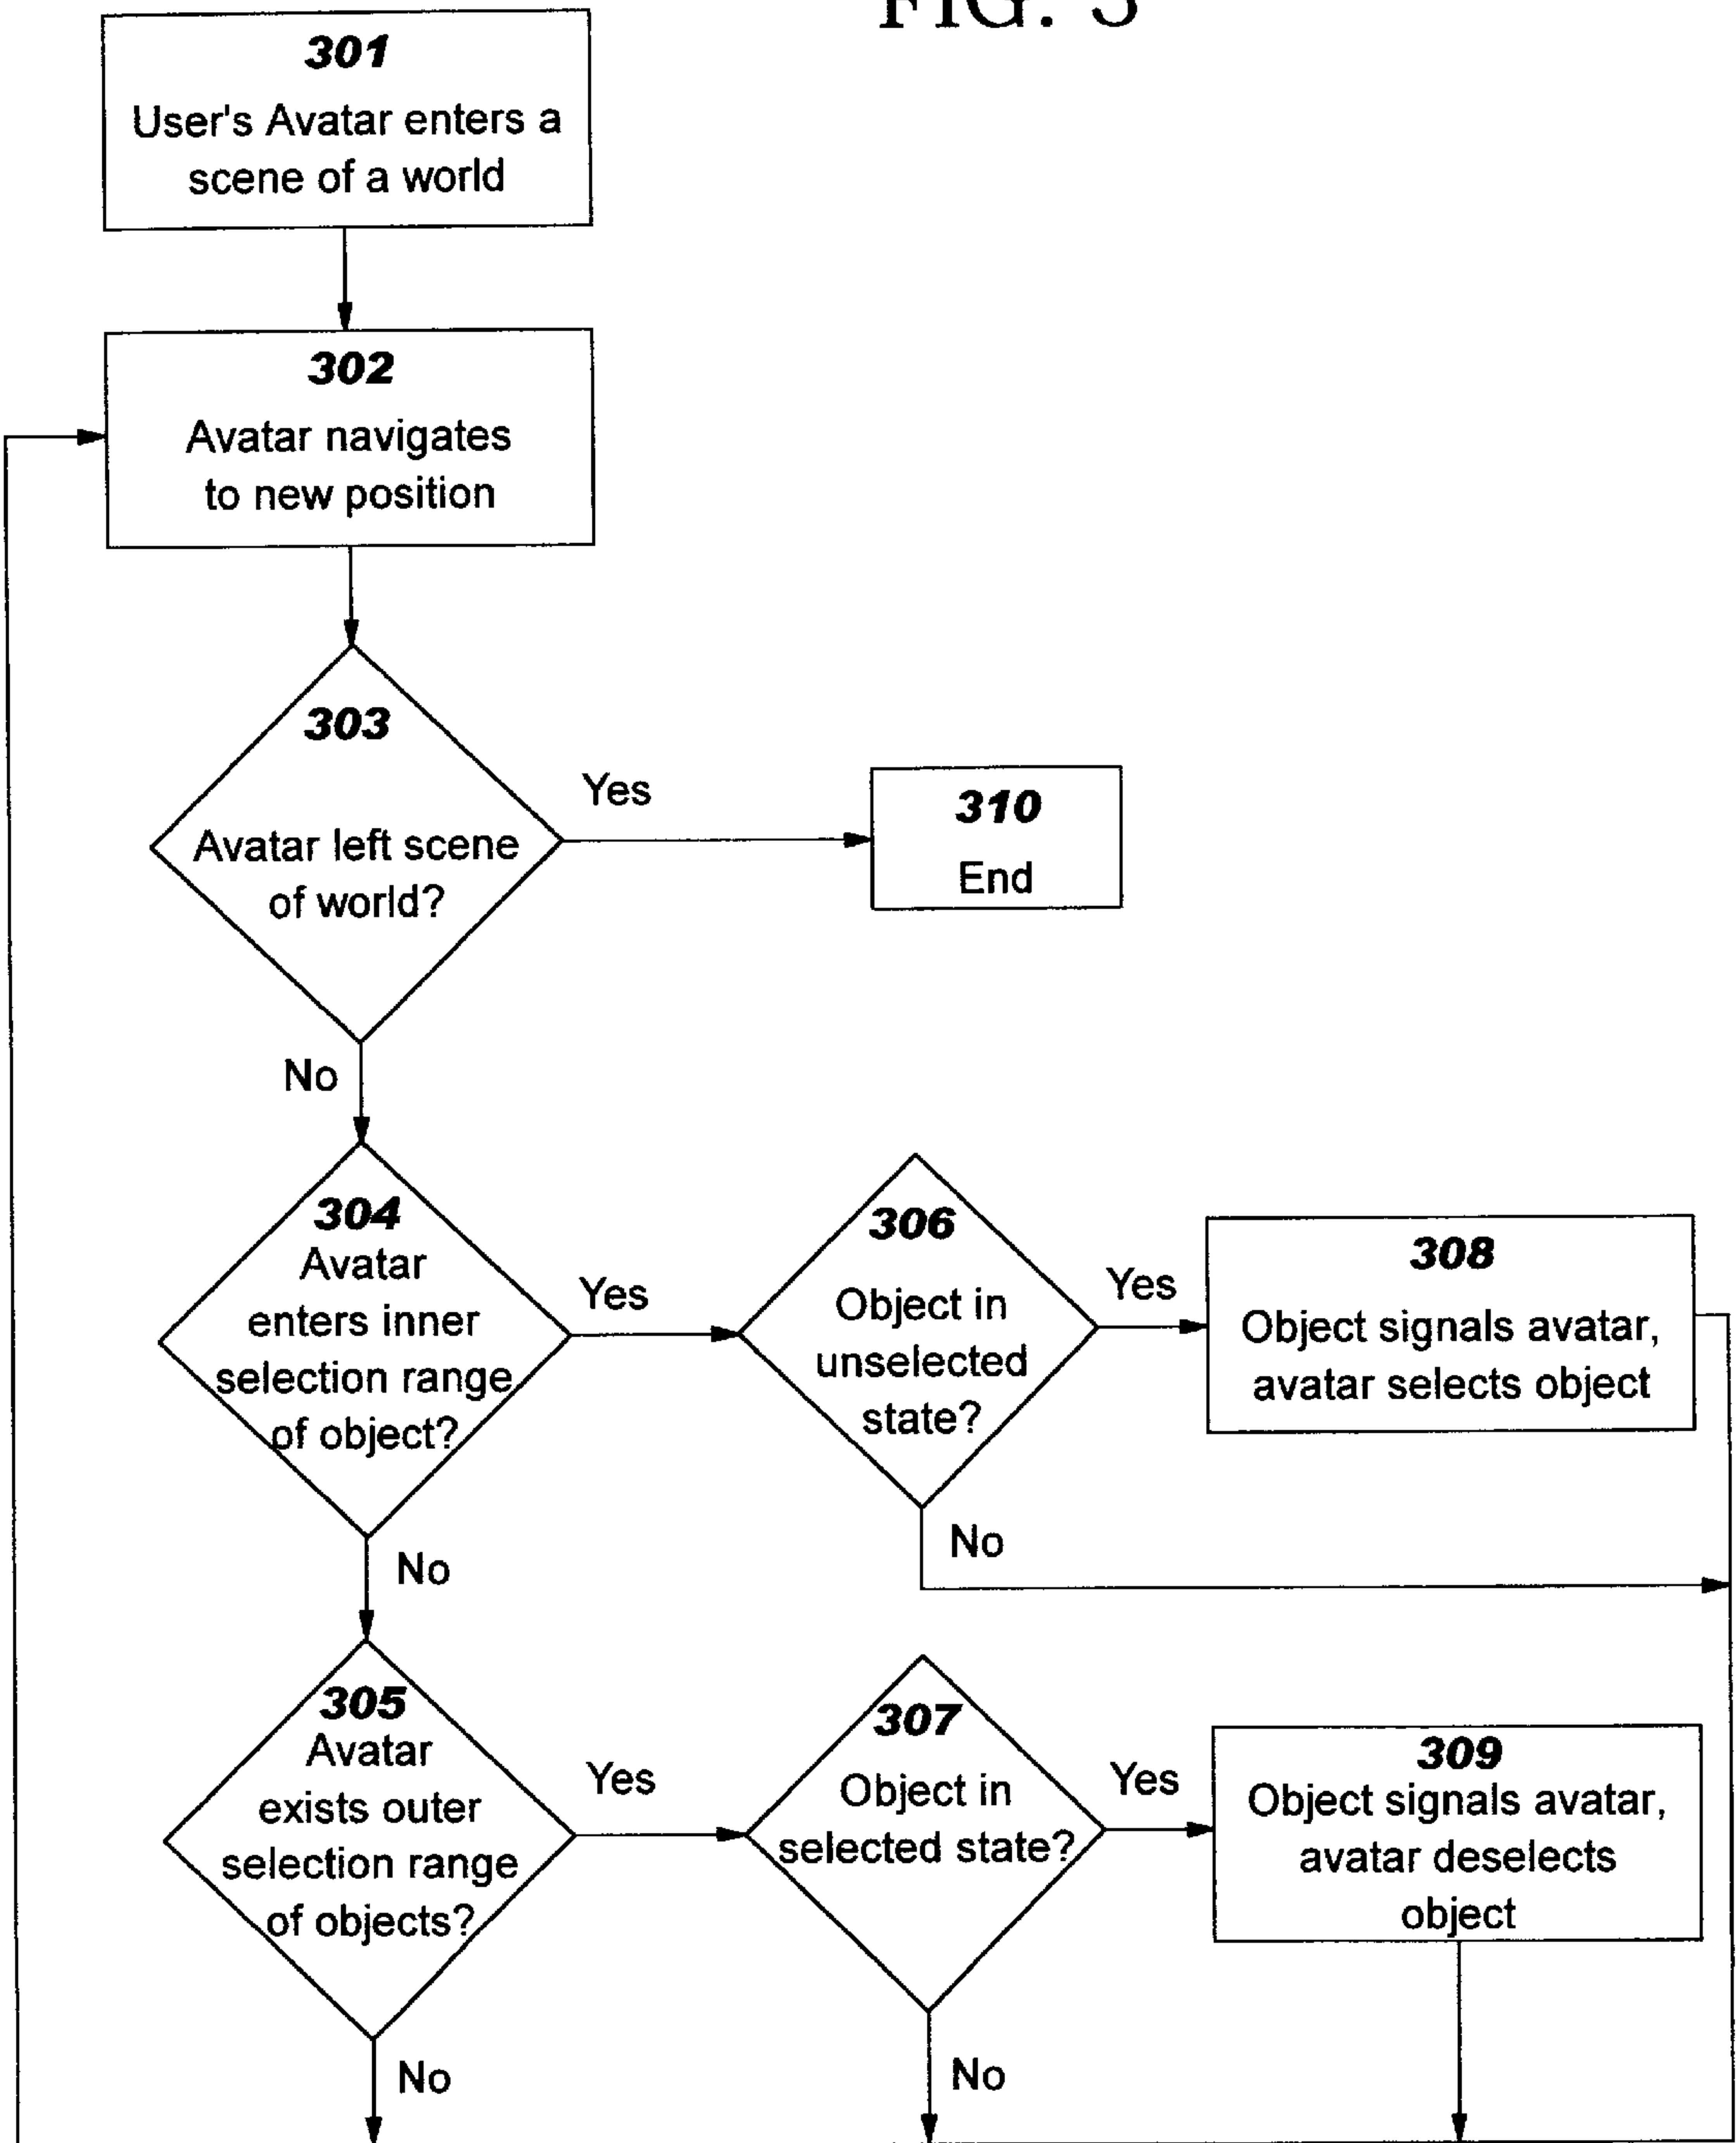 FIG. 3
301
User's Avatar enters a
scene of a world
302
Avatar navigates
to new position
303
Avatar left scene
of world?
Yes
310
End
No
304
Avatar
enters inner
selection range
of object?
Yes
306
Object in
unselected
state?
Yes
308
Object signals avatar,
avatar selects object
No
No
305
Avatar
exists outer
selection range
of objects?
Yes
307
Object in
selected state?
Yes
309
Object signals avatar,
avatar deselects
object
No
No